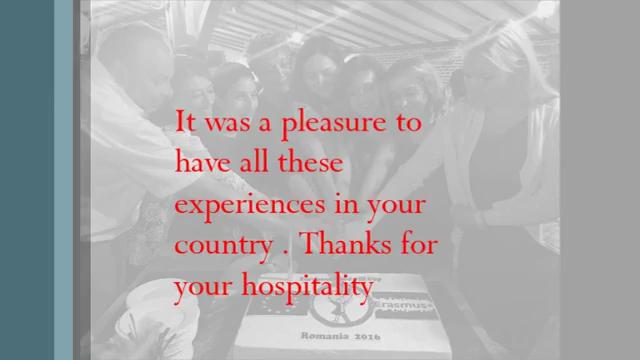 It was a pleasure to
have all these
experiences in your
country . Thanks for
your hospitality
Erasmus+
Romania 2016